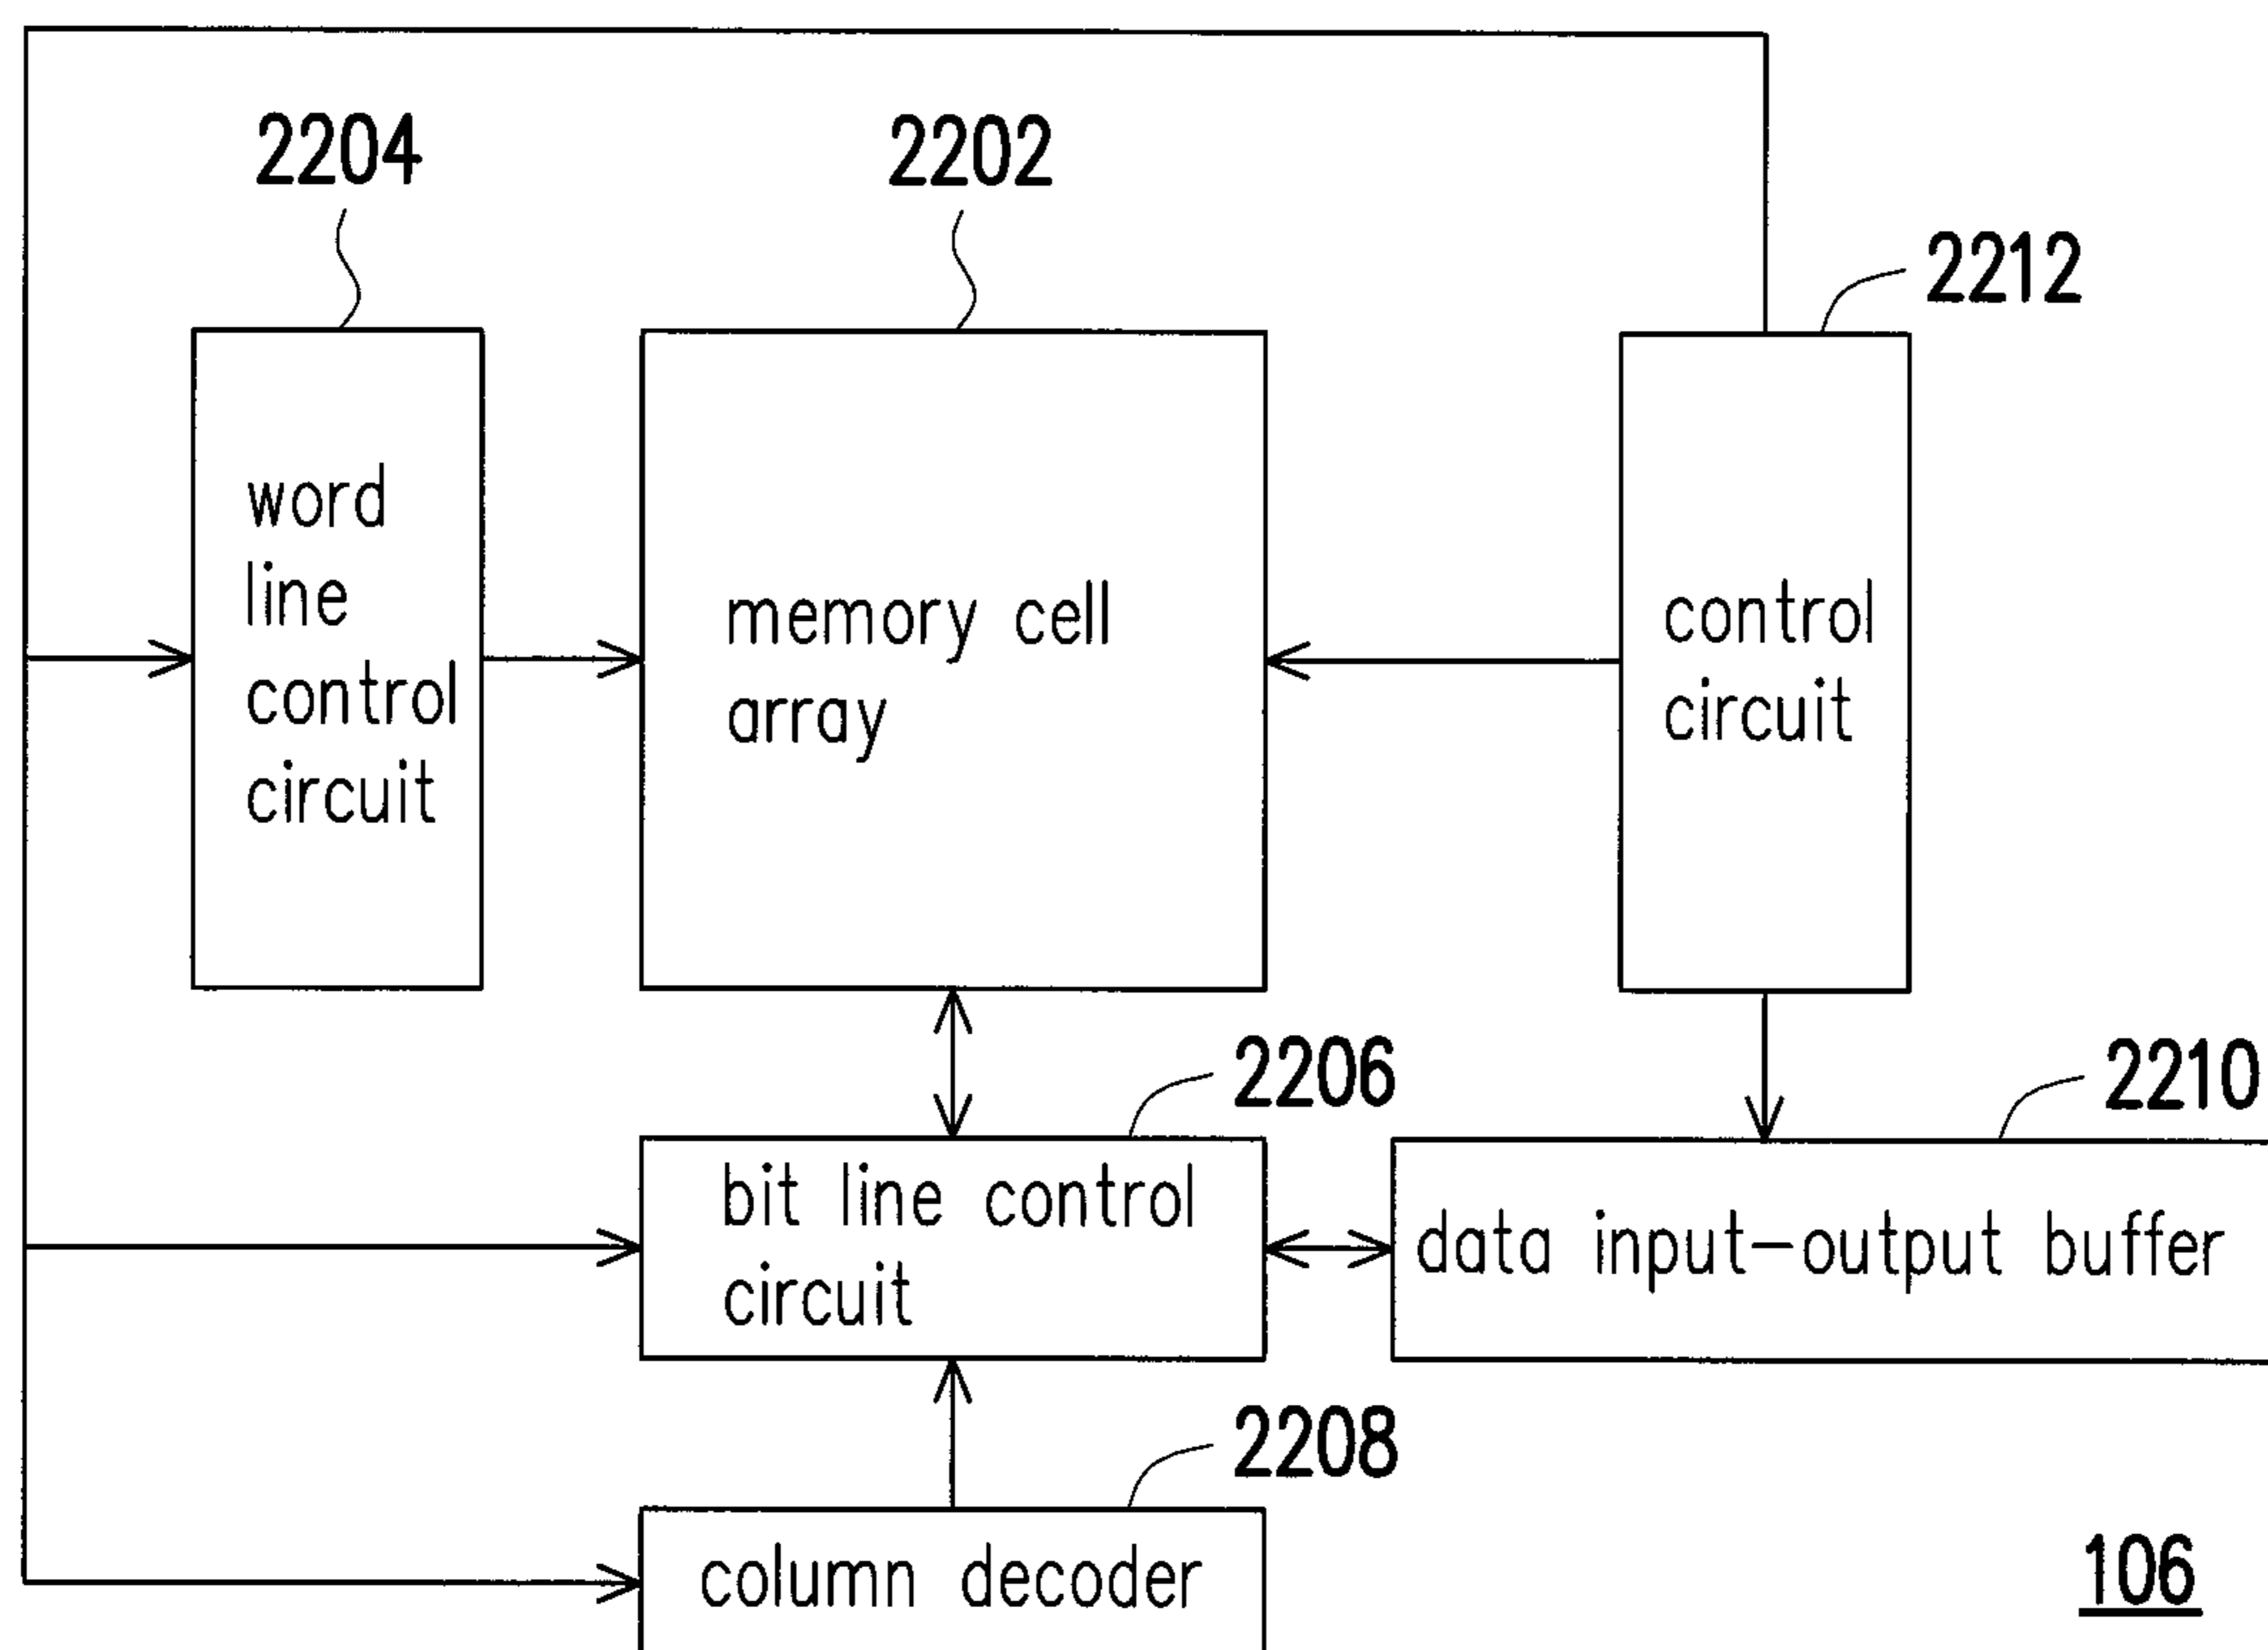 2204
2202
2212
word
line
control
circuit
memory cell
array
control
circuit
2206
2210
bit line control
circuit
data input-output buffer
2208
column decoder
106